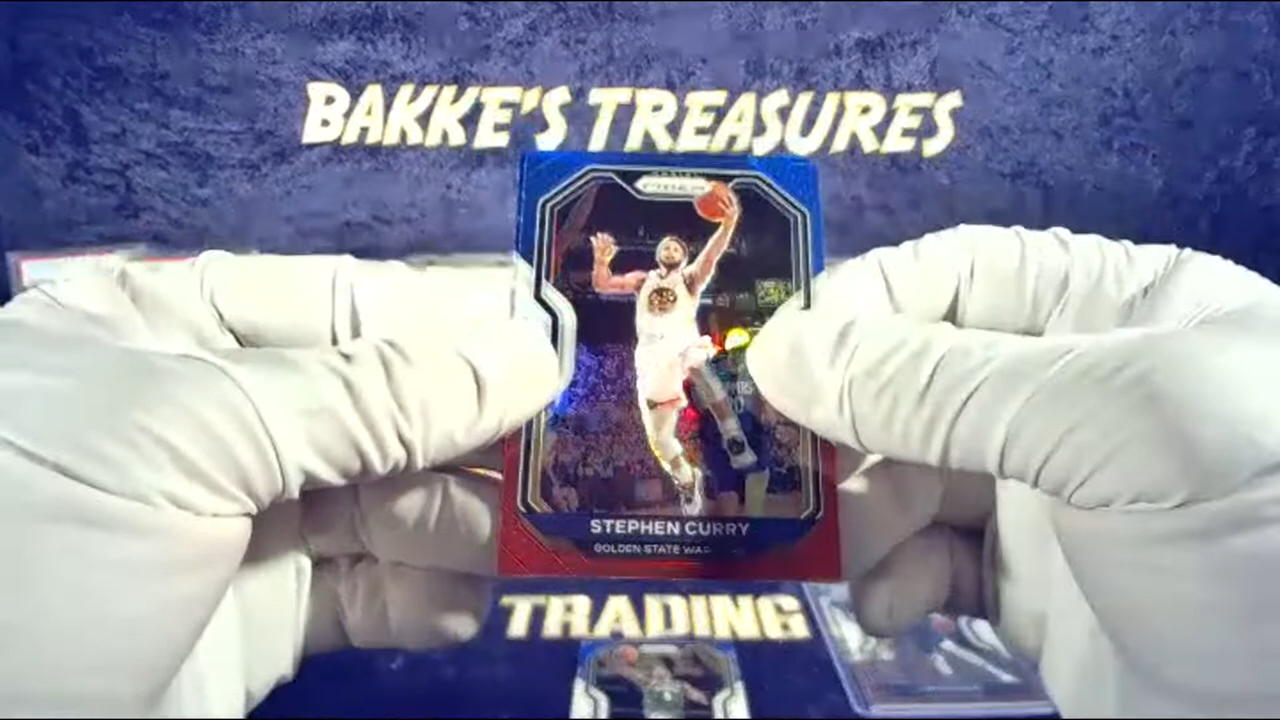 BAKKE'S TREASURES
PRIZM
STEPHEN CURRY
GOLDEN STATE WAR
TRADING